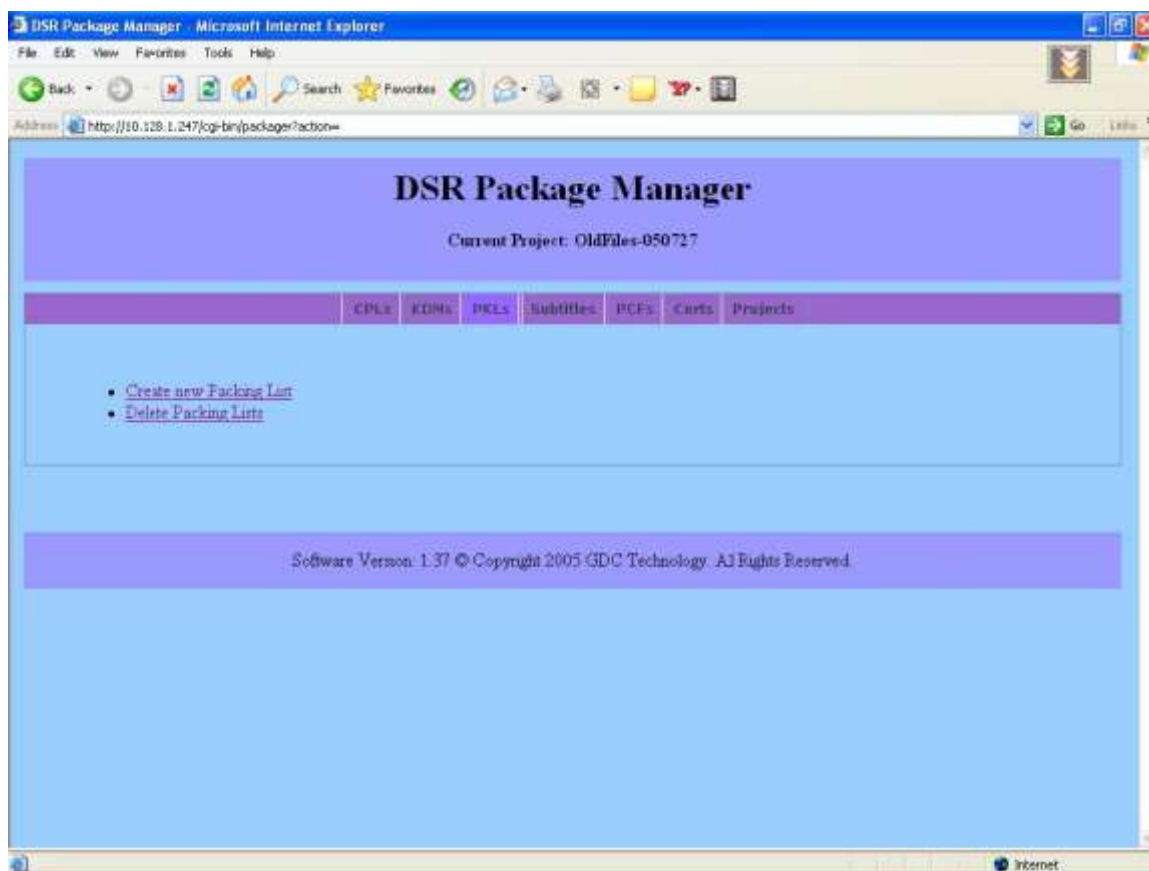 DSR Package Manager - Microsoft Internet Explorer
File Edit View Favorites Tools Help
Back Search Favorites
Address http://10.128.1.247/cgi-bin/packager?action= Go Links
DSR Package Manager
Current Project: OldFiles-050727
CPLs KDMs PKLs Subtitles PCFs Certs Projects
Create new Packing List
Delete Packing Lists
Software Version: 1.37 © Copyright 2005 GDC Technology. All Rights Reserved.
Internet